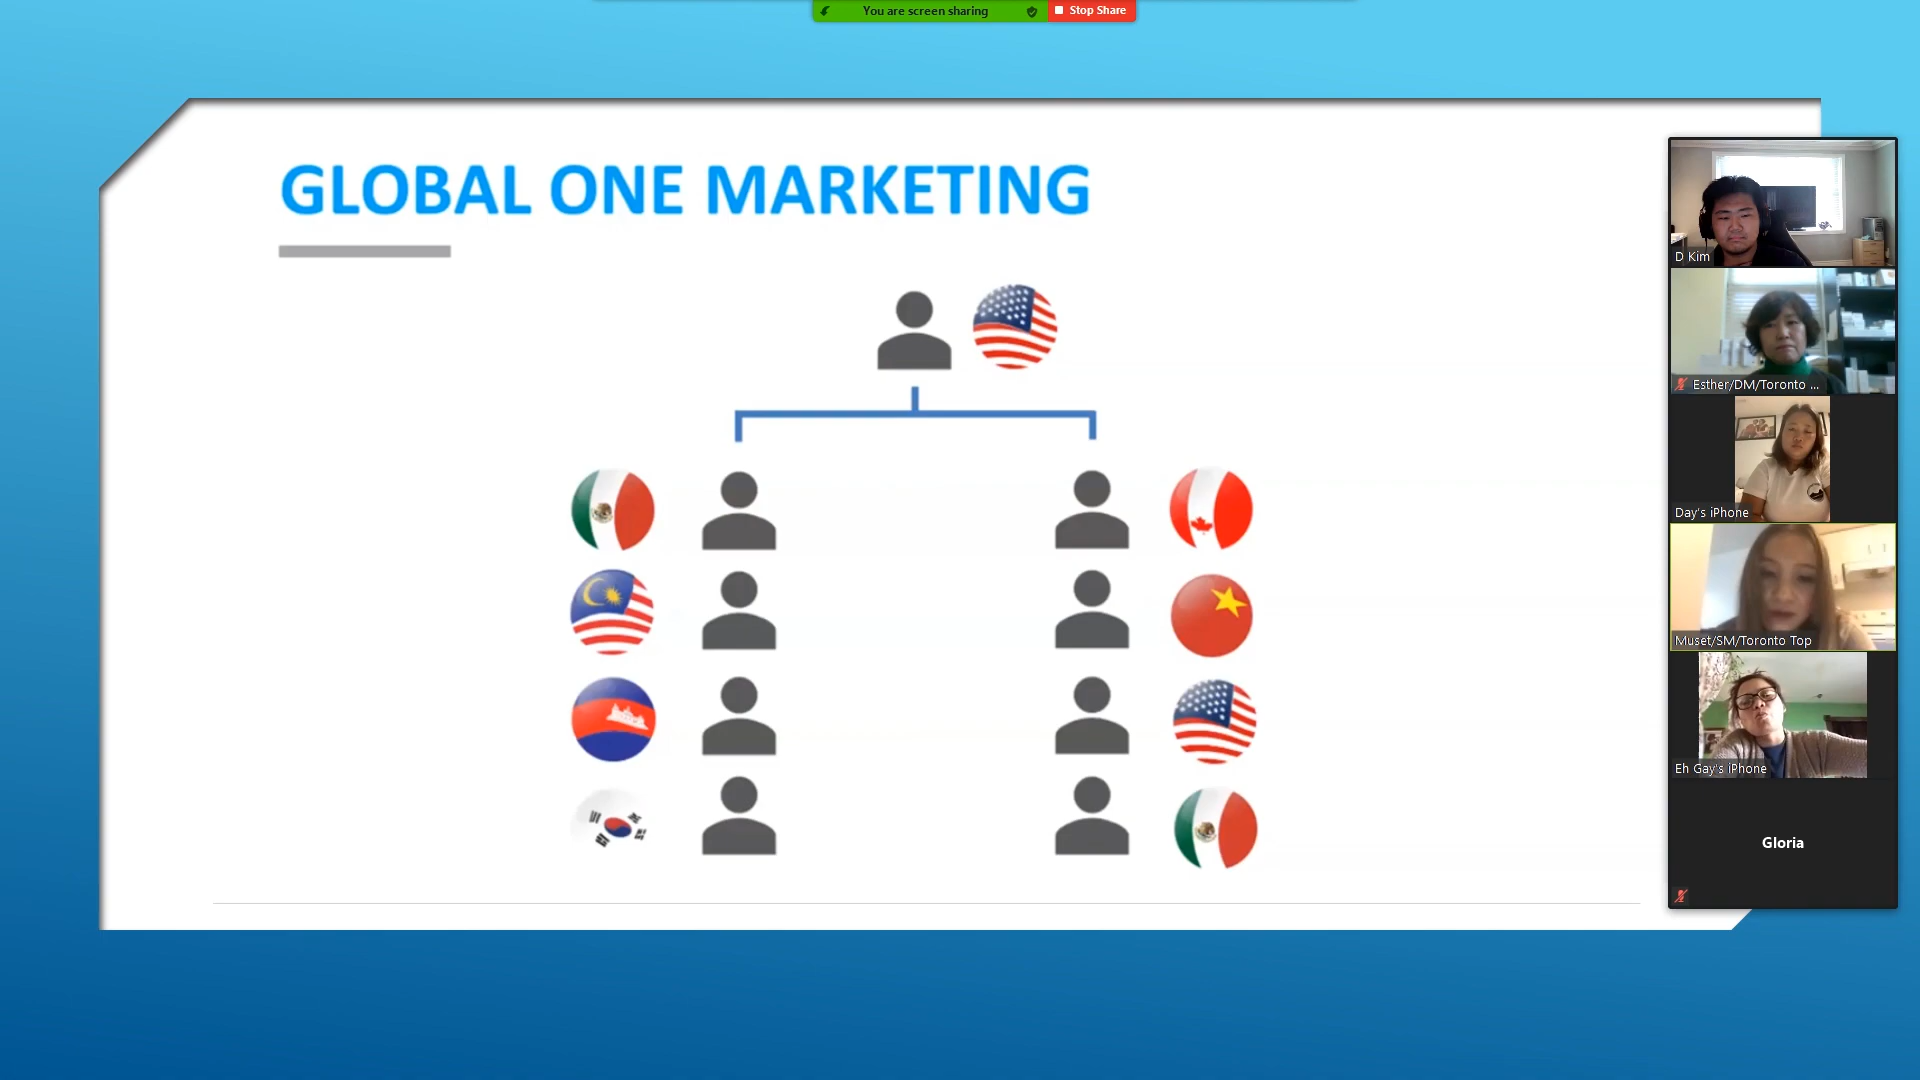 You are screen sharing
Stop Share
GLOBAL ONE MARKETING
D Kim
Esther/DM/Toronto ...
Day's iPhone
Muset/SM/Toronto Top
Eh Gay's iPhone
Gloria